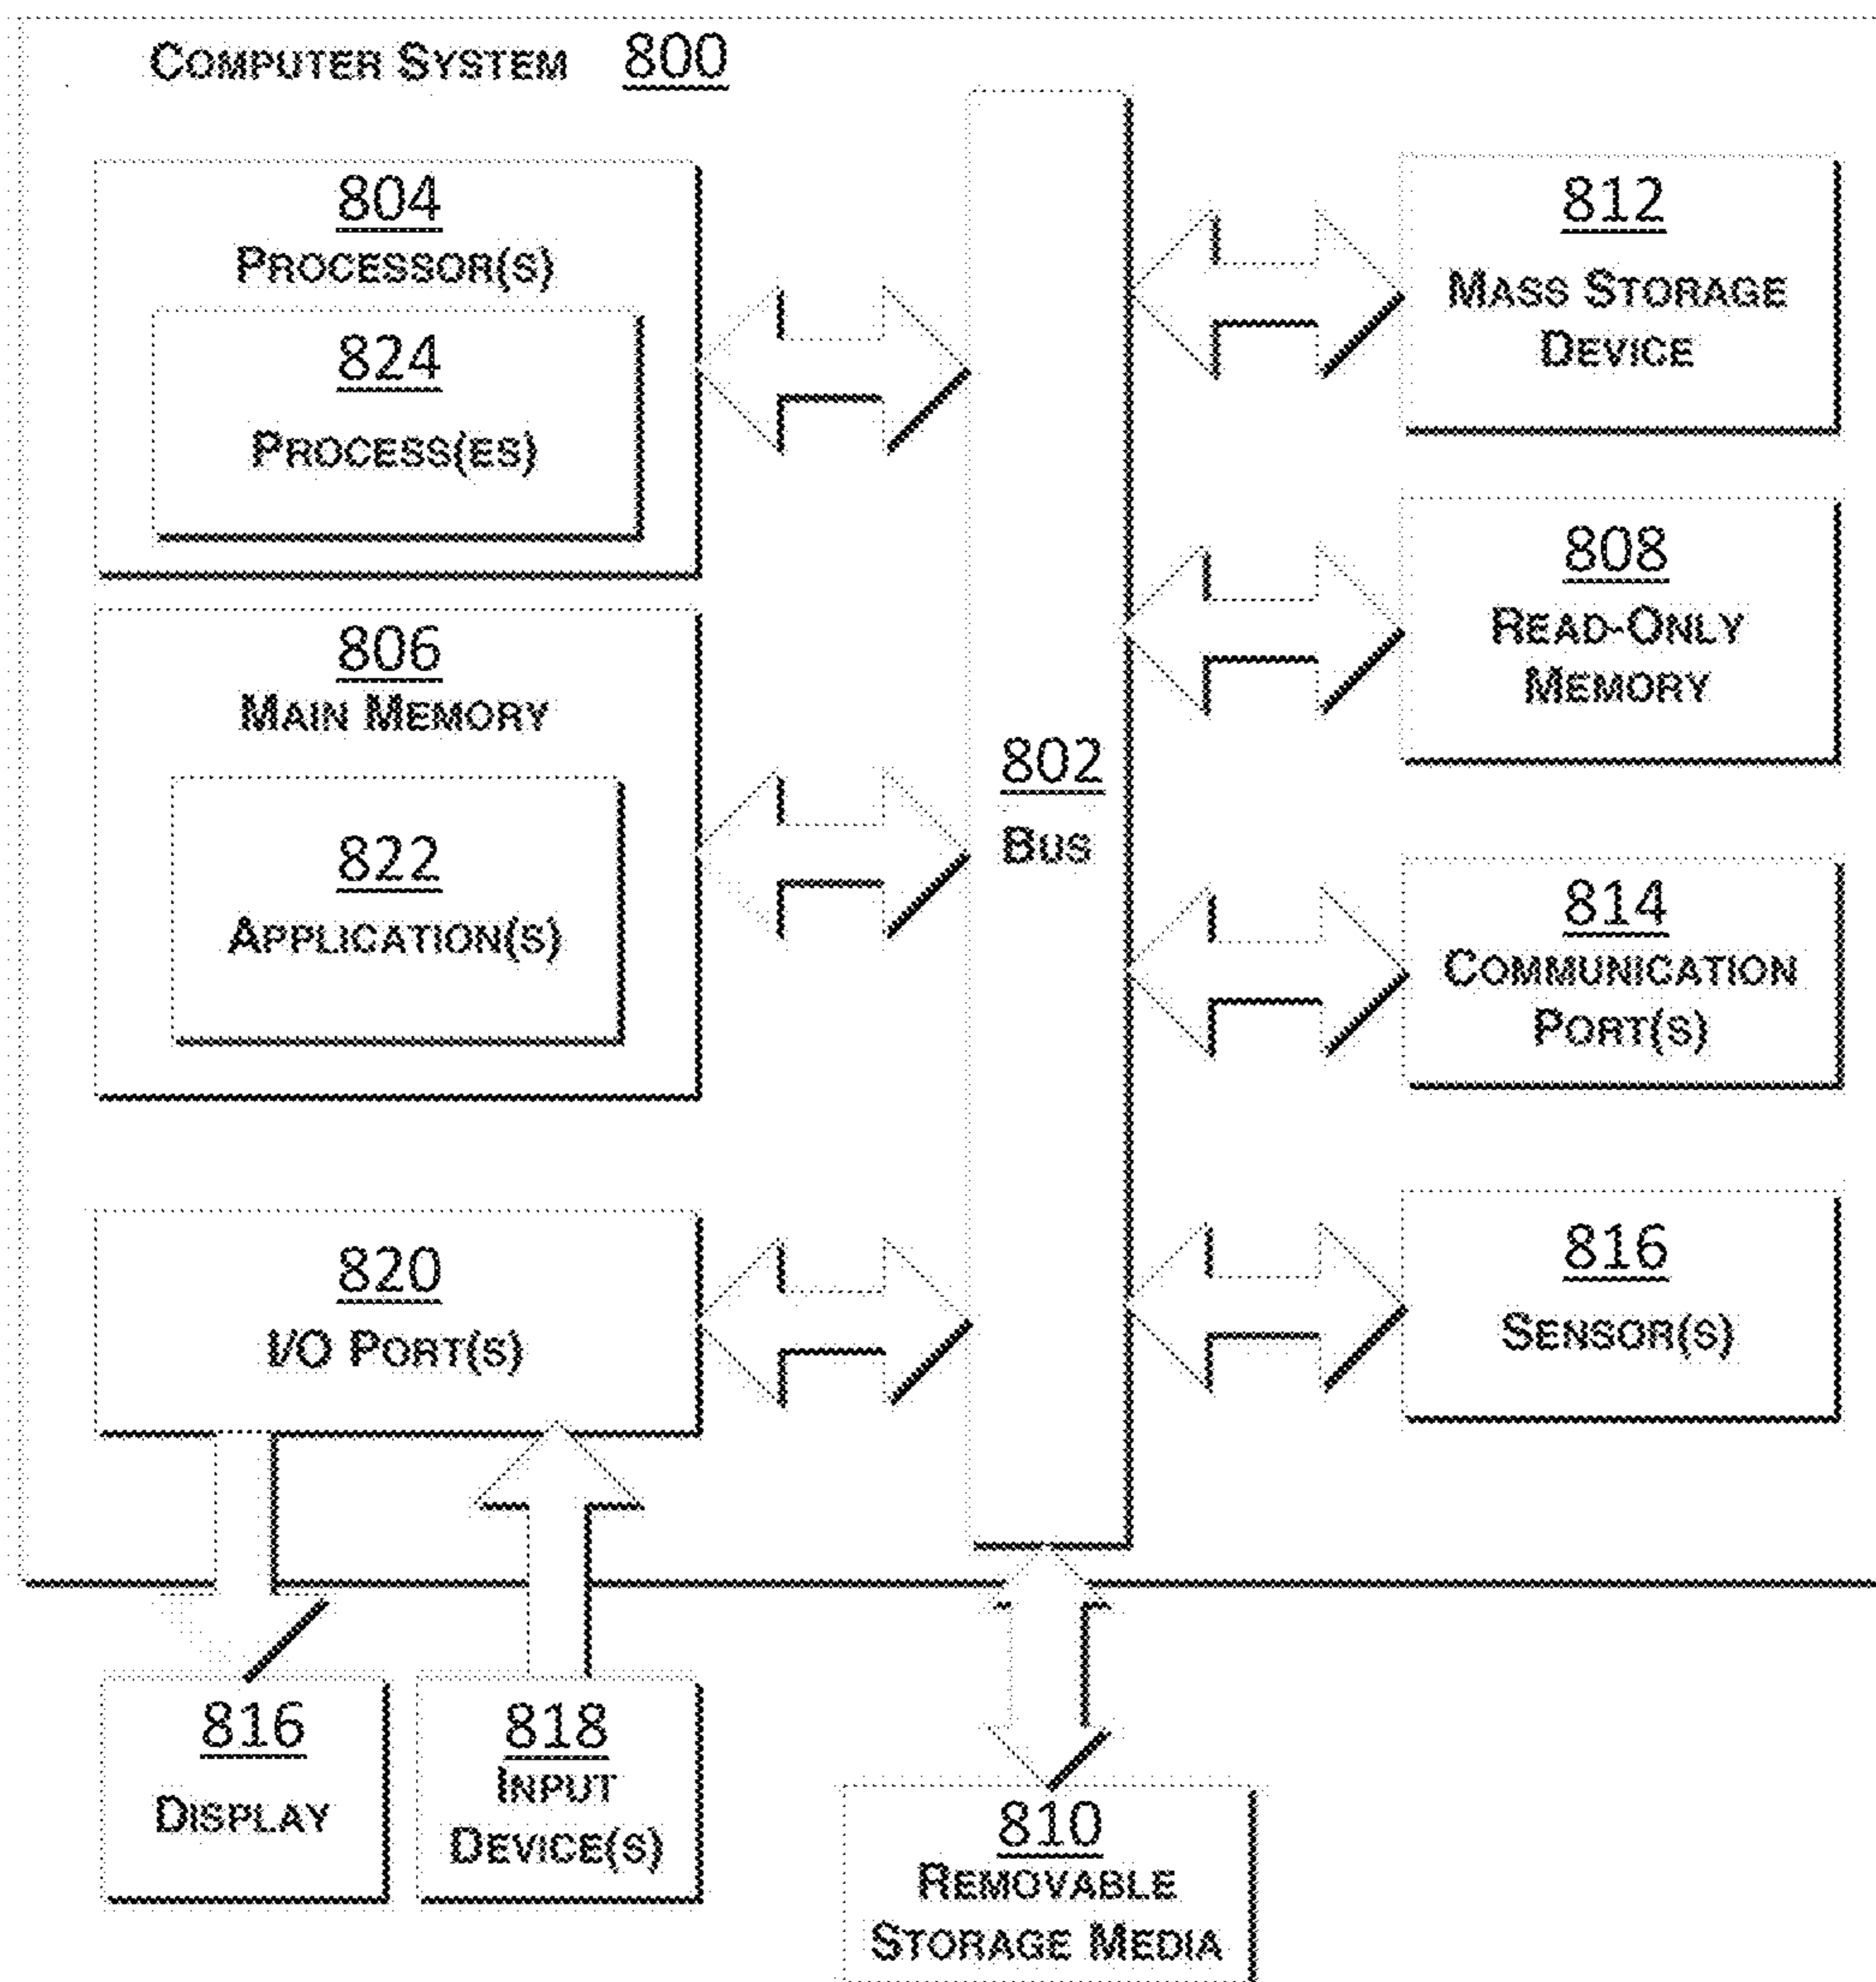 COMPUTER SYSTEM 800
804
PROCESSOR(S)
824
PROCESS(ES)
806
MAIN MEMORY
822
APPLICATION(S)
820
I/O PORT(S)
802
BUS
812
MASS STORAGE
DEVICE
808
READ-ONLY
MEMORY
814
COMMUNICATION
PORT(S)
816
SENSOR(S)
816
DISPLAY
818
INPUT
DEVICE(S)
810
REMOVABLE
STORAGE MEDIA